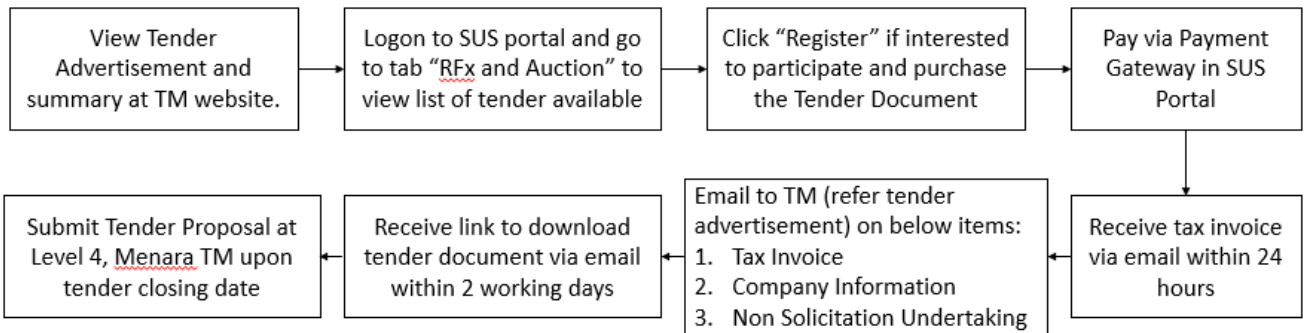 View Tender
Advertisement and
summary at TM website.
Logon to SUS portal and go
to tab “RFx and Auction” to
view list of tender available
Click “Register” if interested
to participate and purchase
the Tender Document
Pay via Payment
Gateway in SUS
Portal
Receive tax invoice
via email within 24
hours
Email to TM (refer tender
advertisement) on below items:
1. Tax Invoice
2. Company Information
3. Non Solicitation Undertaking
Receive link to download
tender document via email
within 2 working days
Submit Tender Proposal at
Level 4, Menara TM upon
tender closing date